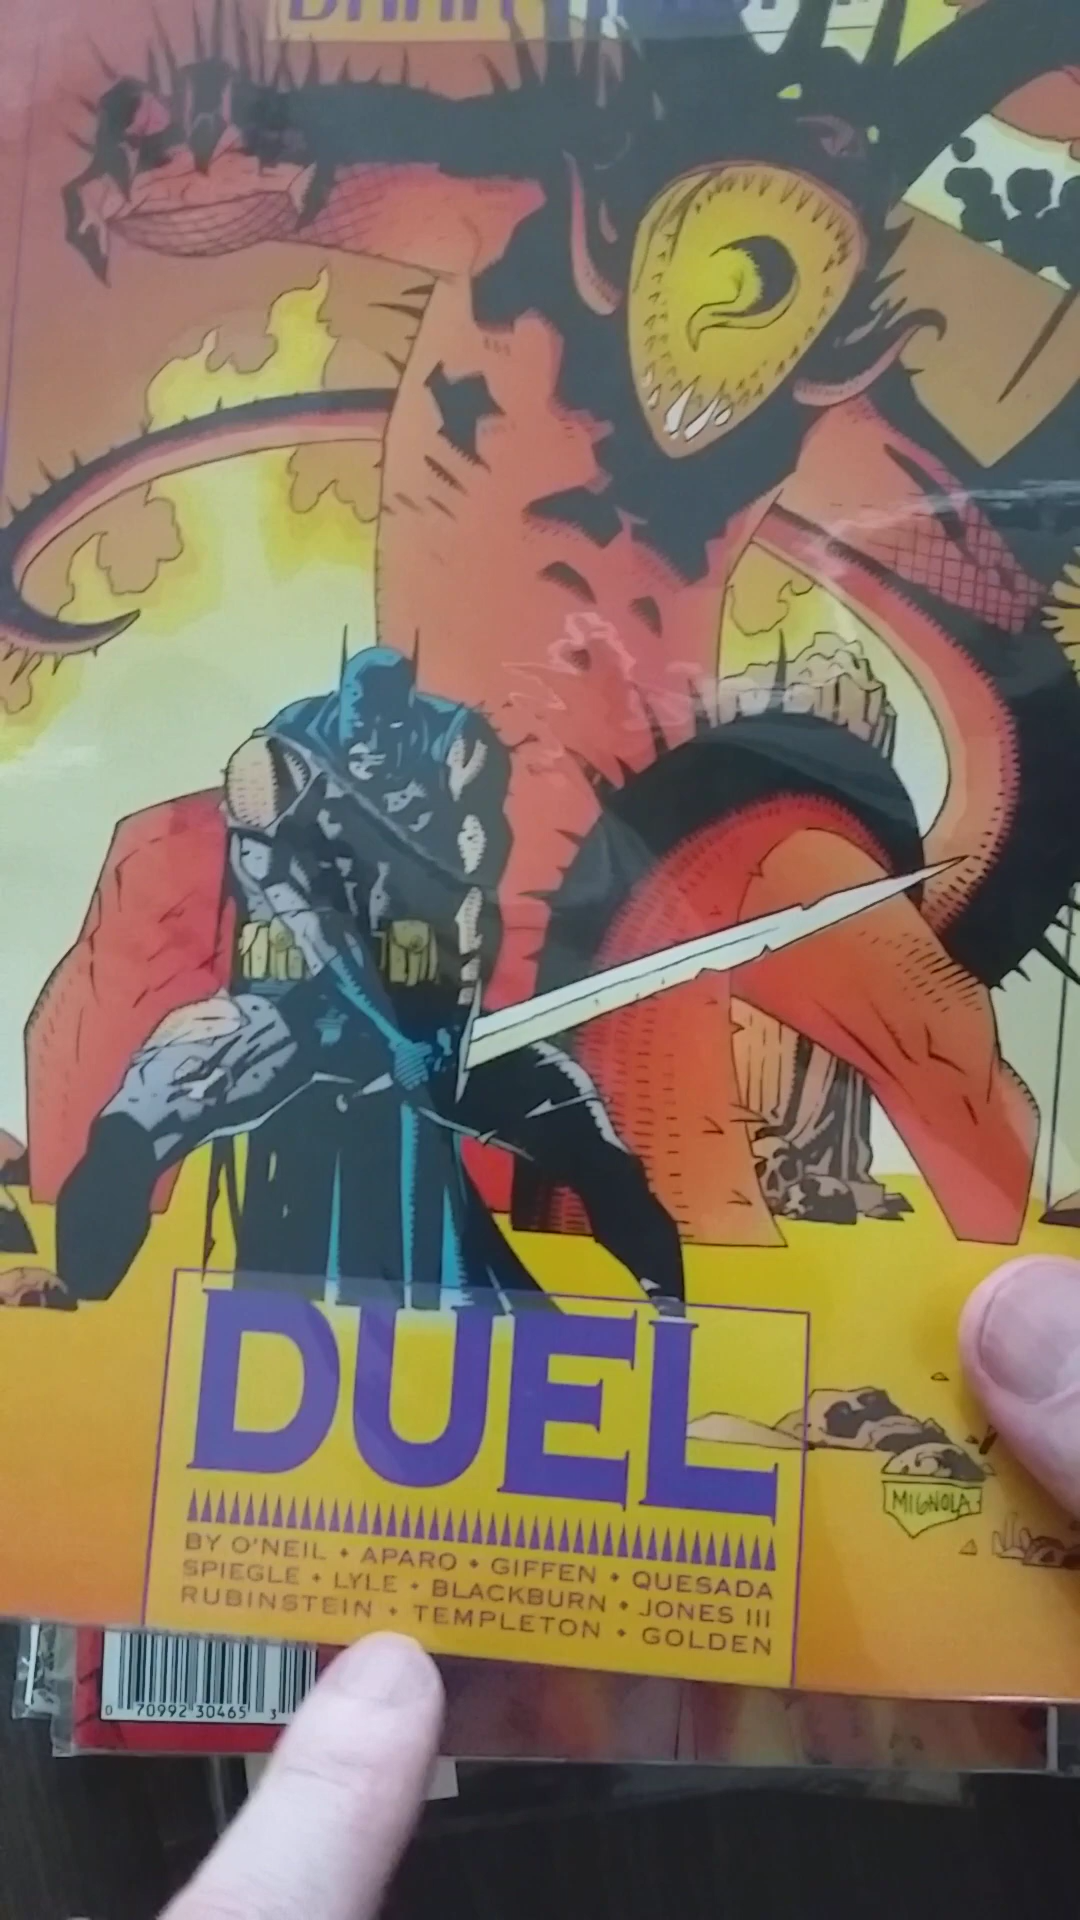 DUEL
MIGNOLA
BY O'NEIL • APARO • GIFFEN • QUESADA
SPIEGLE • LYLE • BLACKBURN • JONES III
RUBINSTEIN • TEMPLETON • GOLDEN
0 70992 30465 3